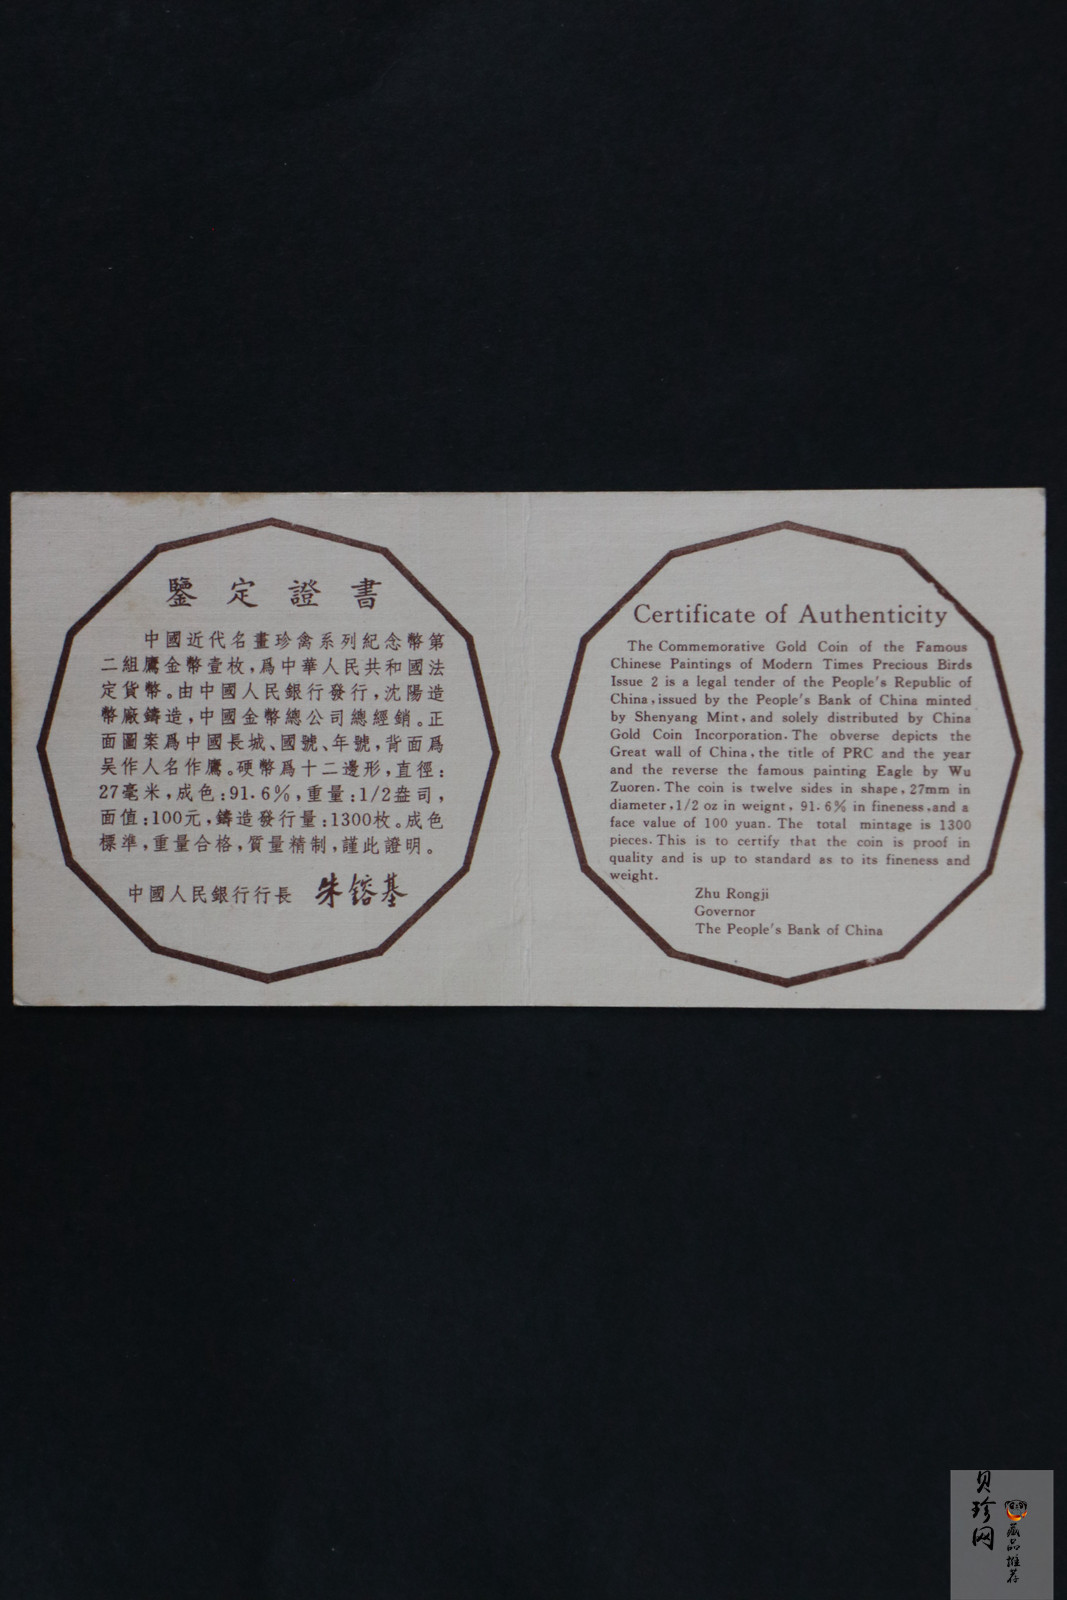 鑒定證書
中國近代名畫珍禽系列紀念幣第
二組鷹金幣壹枚，爲中華人民共和國法
定貨幣。由中國人民銀行發行，沈陽造
幣廠鑄造，中國金幣總公司總經銷。正
面圖案爲中國長城、國號、年號，背面爲
吴作人名作鷹。硬幣爲十二邊形，直徑：
27毫米，成色：91.6%，重量：1/2盎司，
面值：100元，鑄造發行量：1300枚。成色
標準，重量合格，質量精制，謹此證明。
中國人民銀行行長 朱鎔基
Certificate of Authenticity
The Commemorative Gold Coin of the Famous
Chinese Paintings of Modern Times Precious Birds
Issue 2 is a legal tender of the People's Republic of
China, issued by the People's Bank of China minted
by Shenyang Mint, and solely distributed by China
Gold Coin Incorporation. The obverse depicts the
Great wall of China, the title of PRC and the year
and the reverse the famous painting Eagle by Wu
Zuoren. The coin is twelve sides in shape, 27mm in
diameter, 1/2 oz in weignt, 91.6% in fineness, and a
face value of 100 yuan. The total mintage is 1300
pieces. This is to certify that the coin is proof in
quality and is up to standard as to its fineness and
weight.
Zhu Rongji
Governor
The People's Bank of China
贝珍网
藏品推荐